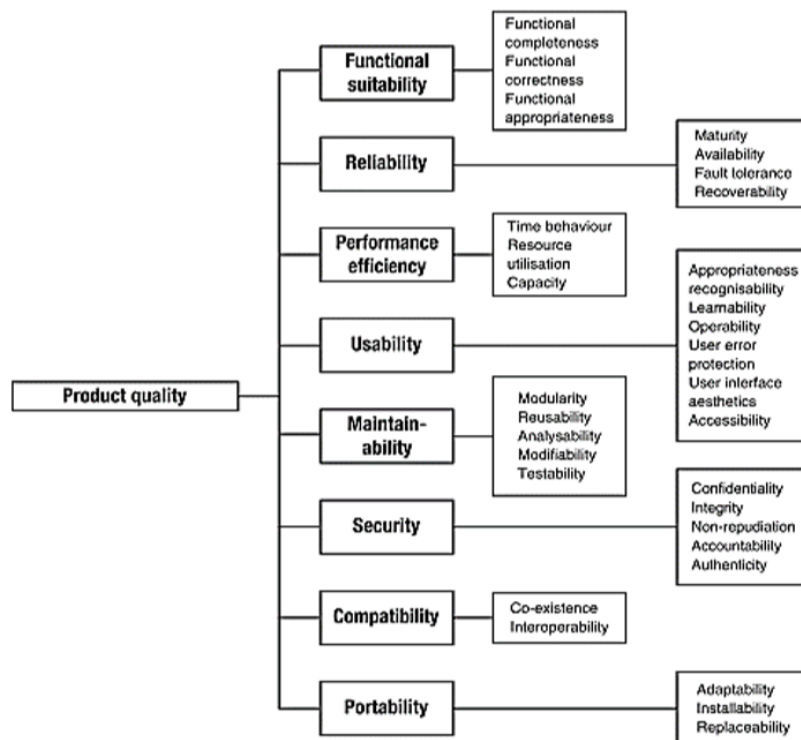 Product quality
Functional
suitability
Functional
completeness
Functional
correctness
Functional
appropriateness
Reliability
Maturity
Availability
Fault tolerance
Recoverability
Performance
efficiency
Time behaviour
Resource
utilisation
Capacity
Usability
Appropriateness
recognisability
Learnability
Operability
User error
protection
User interface
aesthetics
Accessibility
Maintain-
ability
Modularity
Reusability
Analysability
Modifiability
Testability
Security
Confidentiality
Integrity
Non-repudiation
Accountability
Authenticity
Compatibility
Co-existence
Interoperability
Portability
Adaptability
Installability
Replaceability